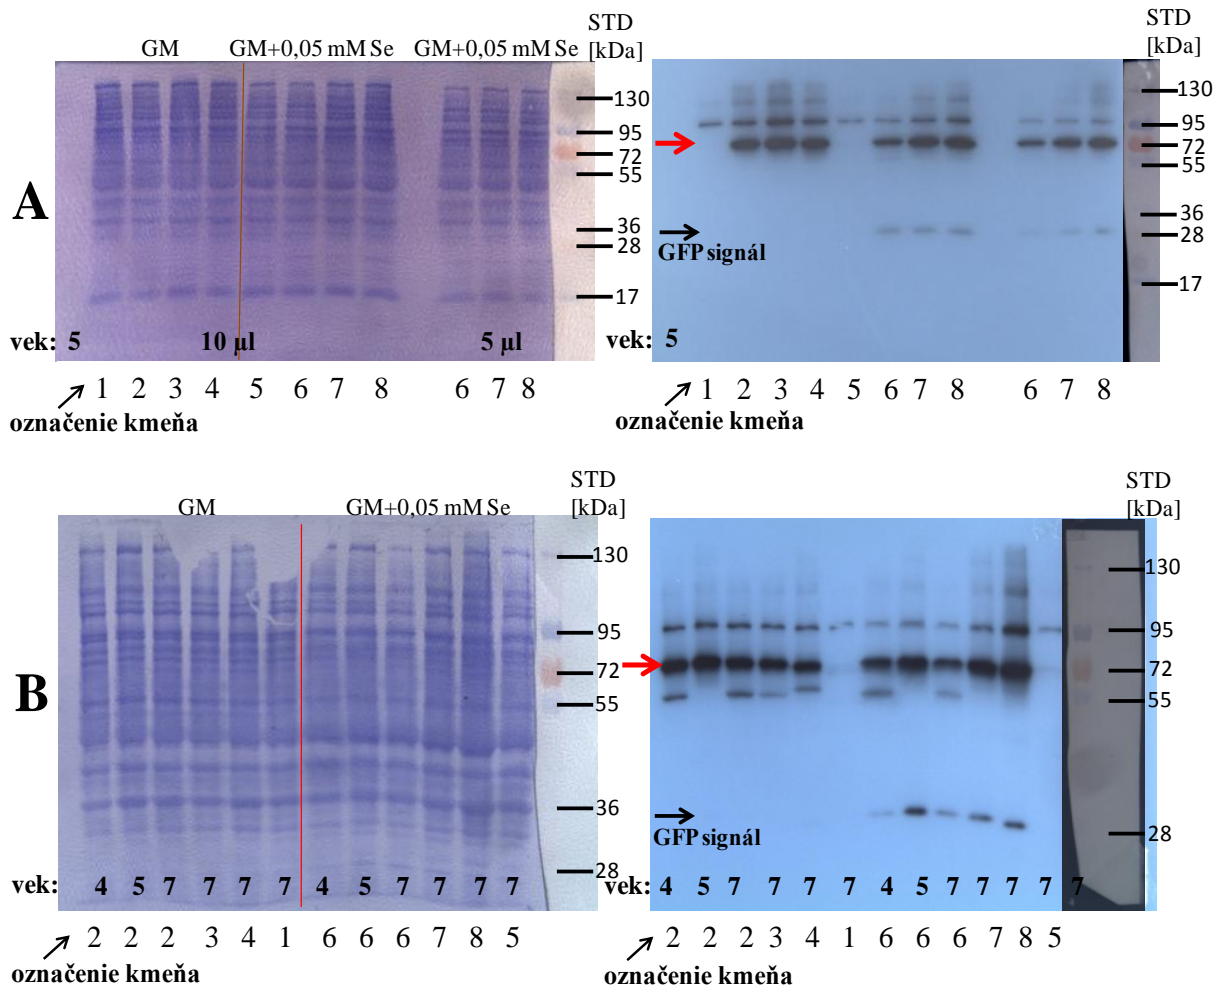 STD
[kDa]
GM GM+0,05 mM Se GM+0,05 mM Se
130
95
72
55
36
28
17
A
vek: 5 10 µl 5 µl
1 2 3 4 5 6 7 8 6 7 8
označenie kmeňa
STD
[kDa]
130
95
72
55
36
28
17
GFP signál
vek: 5
1 2 3 4 5 6 7 8 6 7 8
označenie kmeňa
STD
[kDa]
GM GM+0,05 mM Se
130
95
72
55
36
28
B
vek: 4 5 7 7 7 7 4 5 7 7 7 7
2 2 2 3 4 1 6 6 6 7 8 5
označenie kmeňa
STD
[kDa]
130
95
72
55
36
28
GFP signál
vek: 4 5 7 7 7 7 4 5 7 7 7 7 7
2 2 2 3 4 1 6 6 6 7 8 5
označenie kmeňa